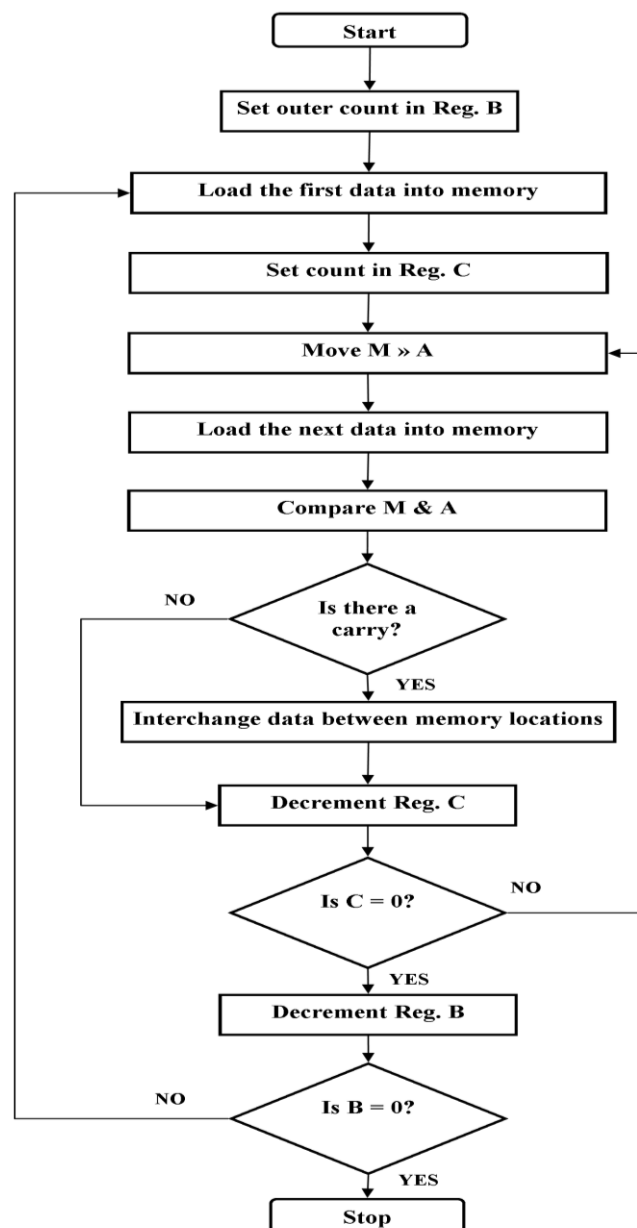 Start
Set outer count in Reg. B
Load the first data into memory
Set count in Reg. C
Move M » A
Load the next data into memory
Compare M & A
NO
Is there a
carry?
YES
Interchange data between memory locations
Decrement Reg. C
Is C = 0?
NO
YES
Decrement Reg. B
NO
Is B = 0?
YES
Stop